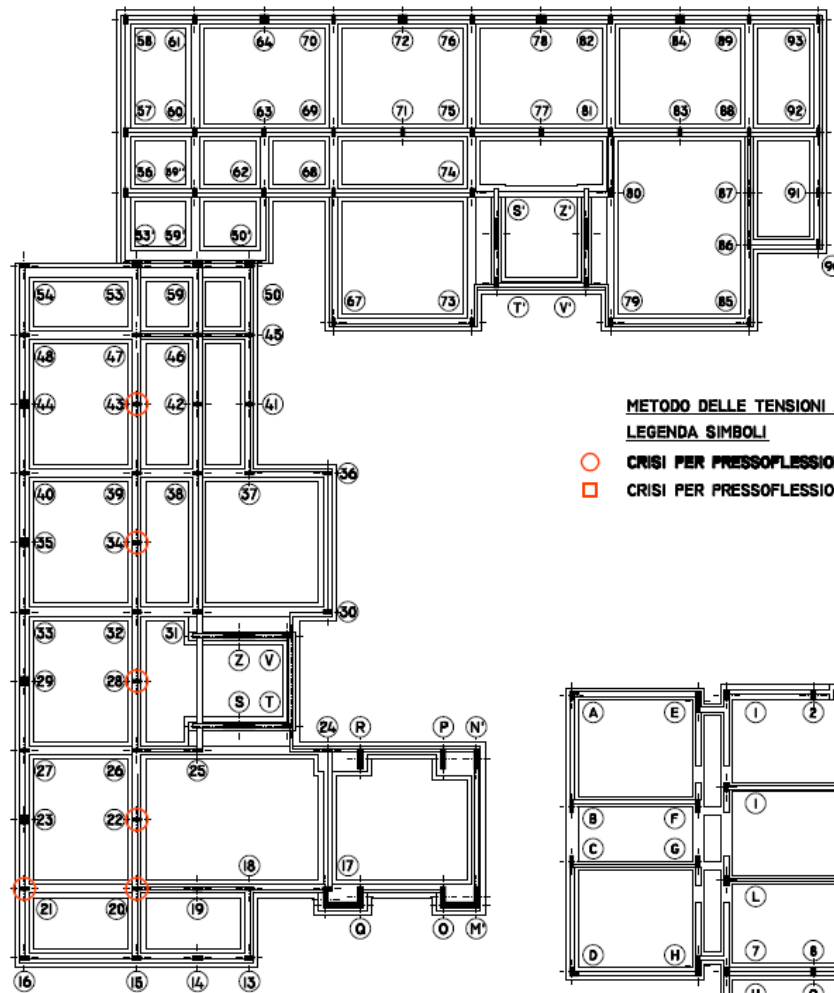 58 61 64 70 72 76 78 82 84 89 93
57 60 63 69 71 75 77 81 83 88 92
56 59'' 62 68 74
80 87 91
53' 59' 50' S' Z'
86
54 53 59 50 67 73 T' V' 79 85
45
48 47 46
44 43 42 41
METODO DELLE TENSIONI
LEGENDA SIMBOLI
CRISI PER PRESSOFLESSIO
CRISI PER PRESSOFLESSIO
36
40 39 38 37
35 34
30
33 32 31
Z V
29 28
S T
A E 1 2
24 R P N'
27 26 25
23 22
B F
C G
18 17
L
21 20 19
Q O M'
D H 7 8
16 15 14 13